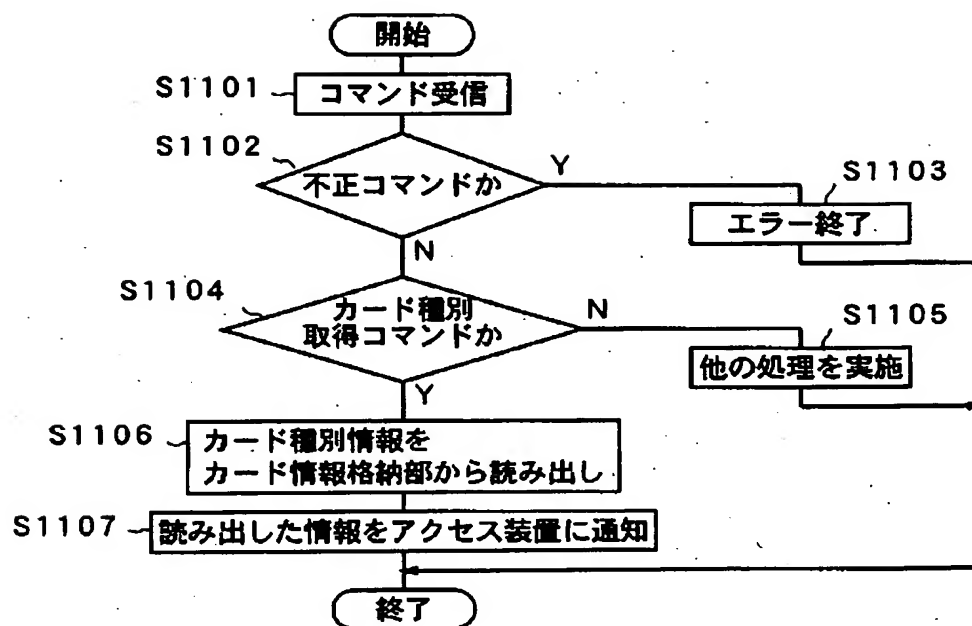 開始
S1101
コマンド受信
S1102
不正コマンドか
Y
S1103
エラー終了
N
S1104
カード種別
取得コマンドか
N
S1105
他の処理を実施
Y
S1106
カード種別情報を
カード情報格納部から読み出し
S1107
読み出した情報をアクセス装置に通知
終了